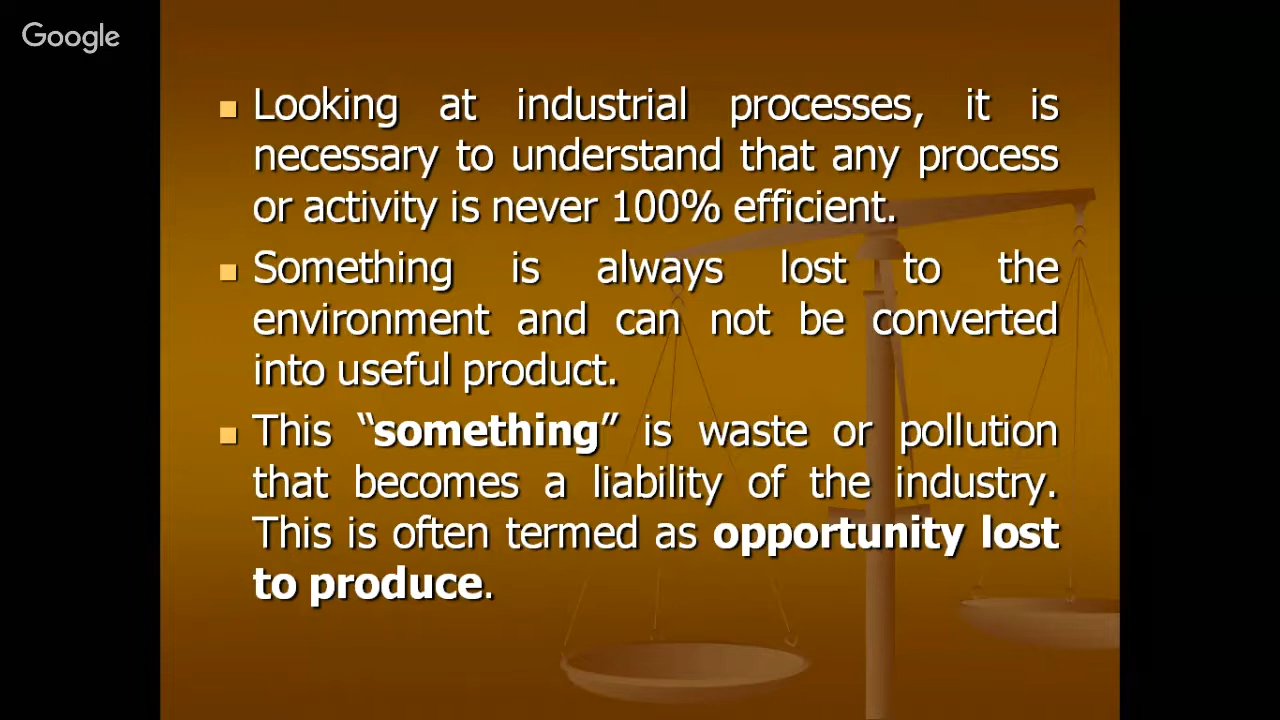 Google
Looking at industrial processes, it is
necessary to understand that any process
or activity is never 100% efficient.
Something is always lost to the
environment and can not be converted
into useful product.
This “something” is waste or pollution
that becomes a liability of the industry.
This is often termed as opportunity lost
to produce.